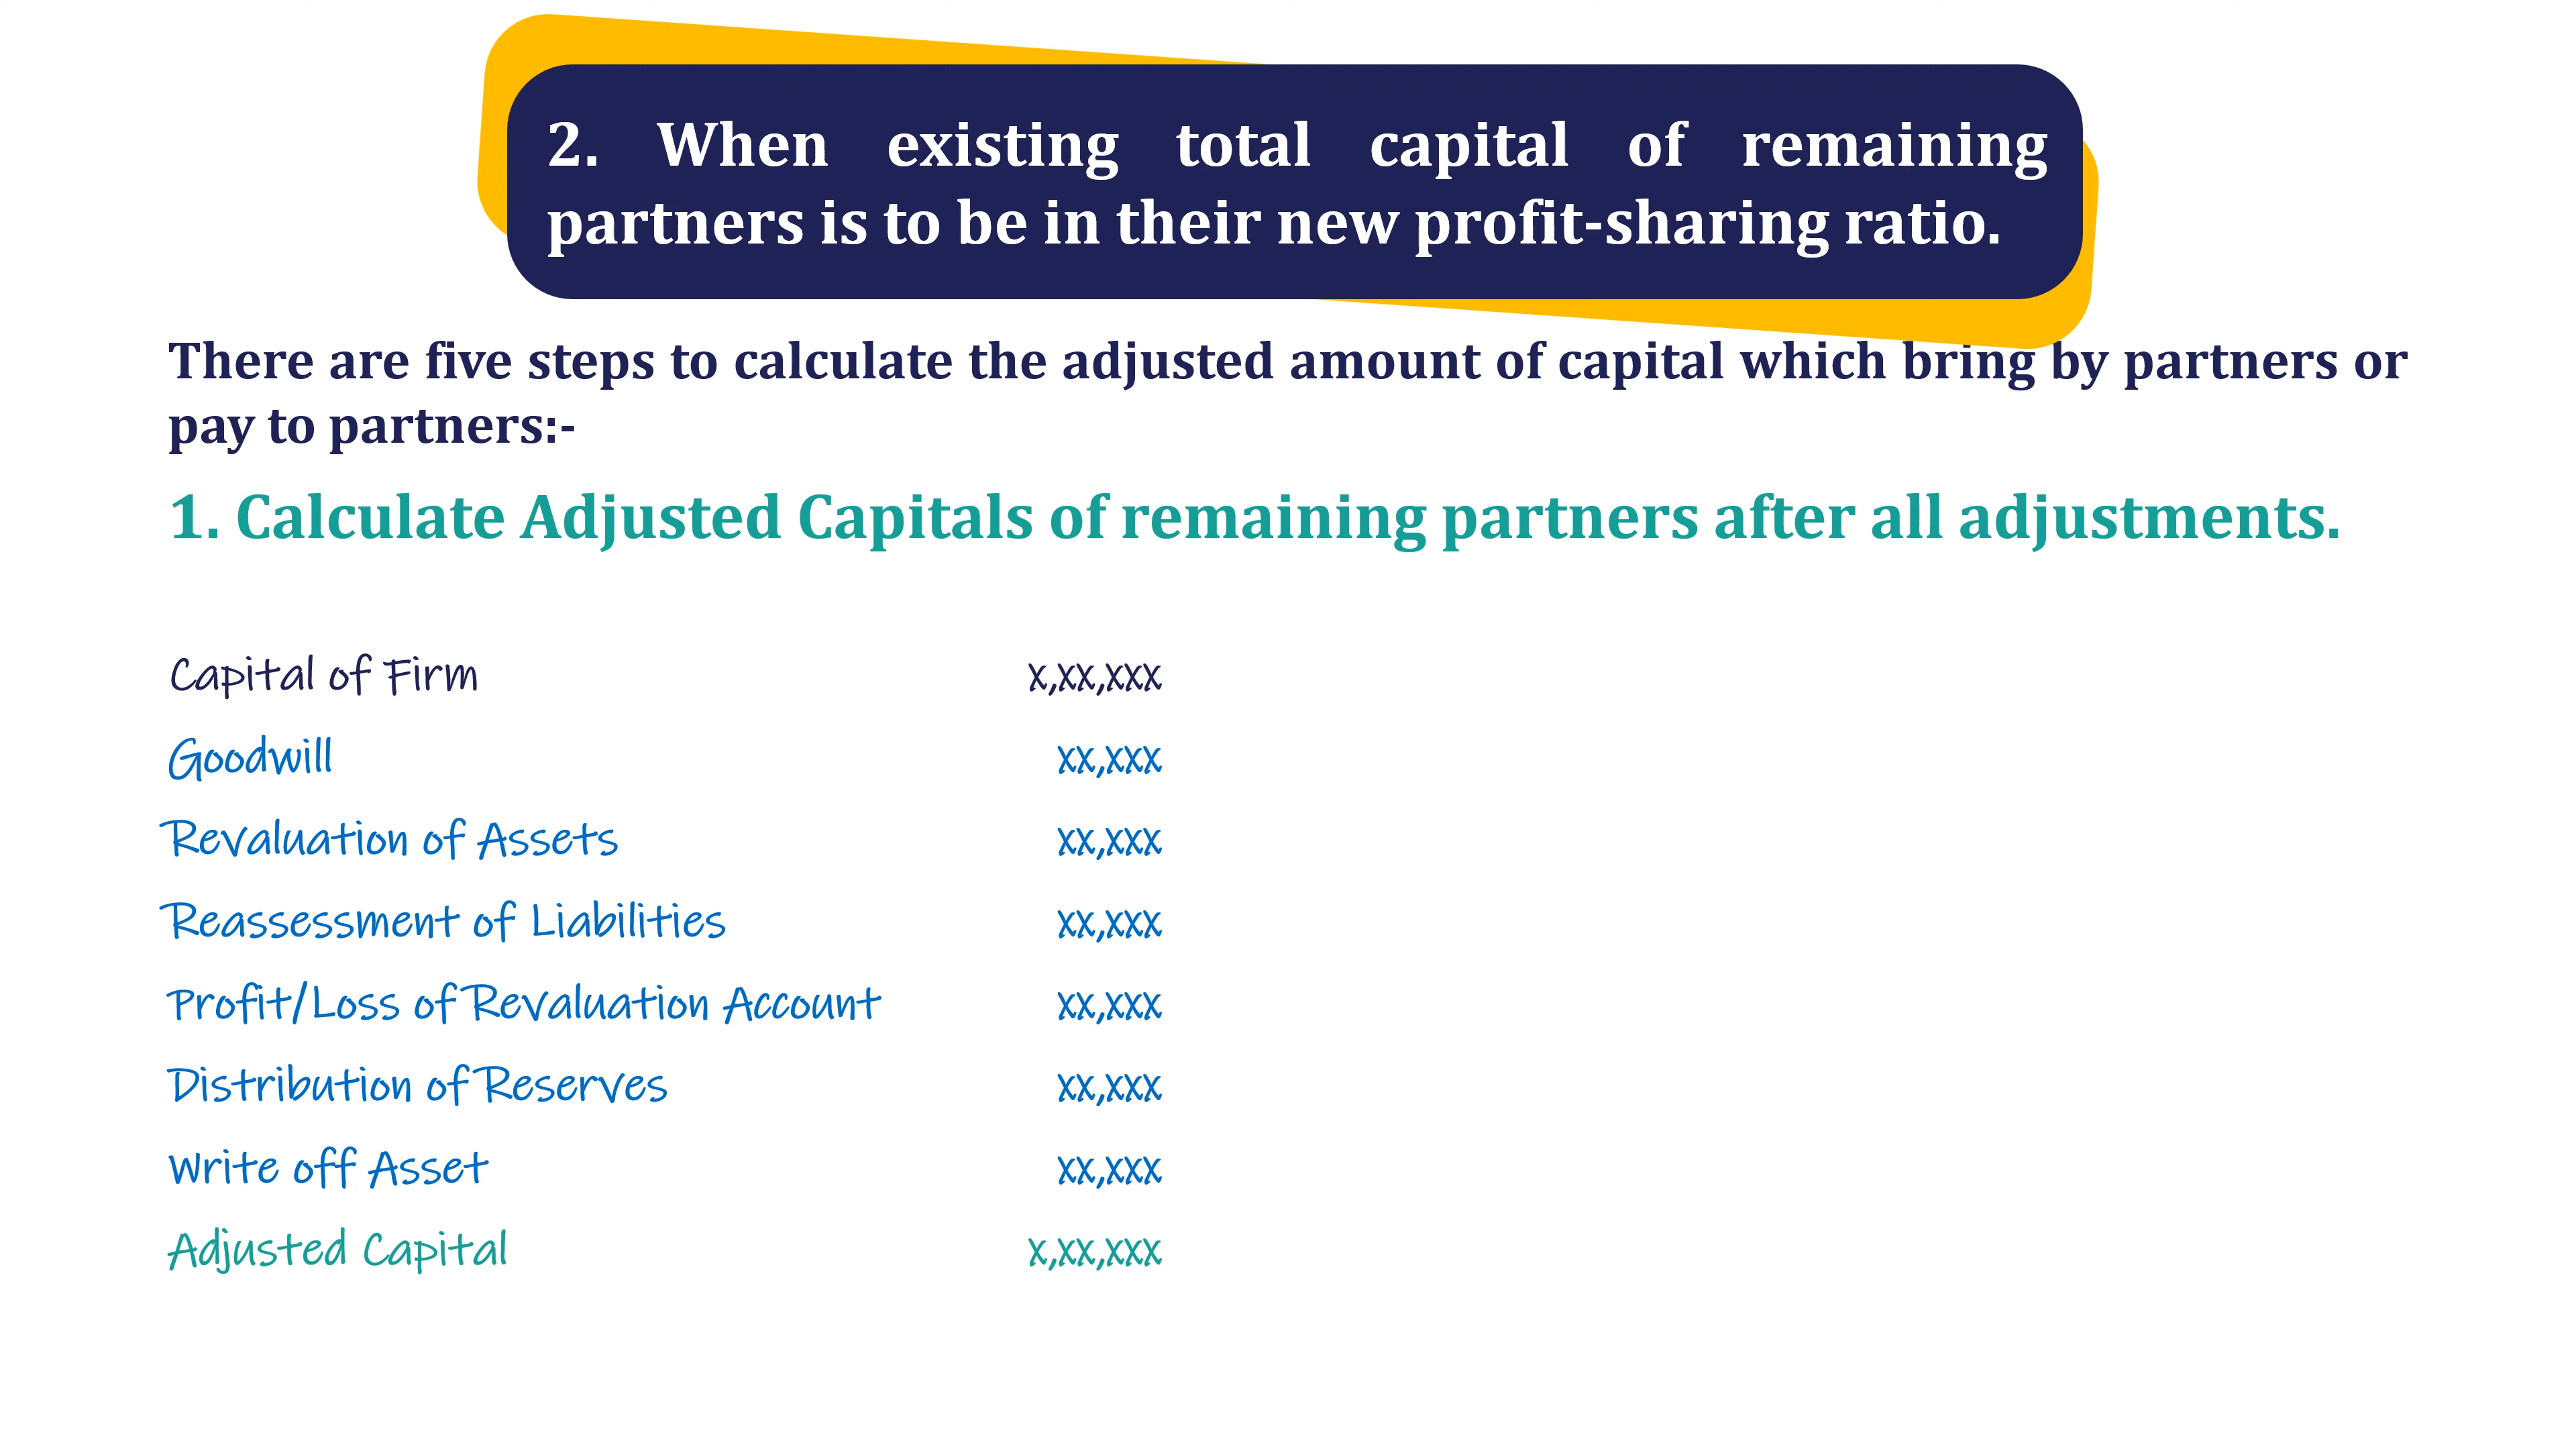 2. When existing total capital of remaining
partners is to be in their new profit-sharing ratio.
There are five steps to calculate the adjusted amount of capital which bring by partners or
pay to partners:-
1. Calculate Adjusted Capitals of remaining partners after all adjustments.
Capital of Firm x,xx,xxx
Goodwill xx,xxx
Revaluation of Assets xx,xxx
Reassessment of Liabilities xx,xxx
Profit/Loss of Revaluation Account xx,xxx
Distribution of Reserves xx,xxx
Write off Asset xx,xxx
Adjusted Capital x,xx,xxx